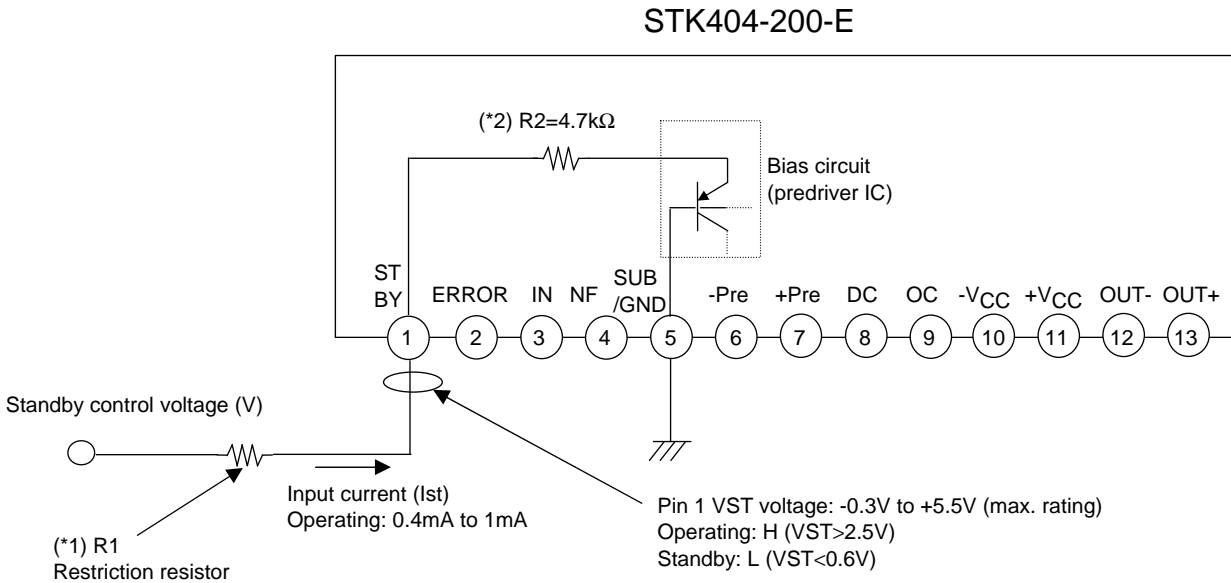 STK404-200-E
(*2) R2=4.7kΩ
Bias circuit
(predriver IC)
ST
BY
ERROR
IN
NF
SUB
/GND
-Pre
+Pre
DC
OC
-VCC
+VCC
OUT-
OUT+
1
2
3
4
5
6
7
8
9
10
11
12
13
Standby control voltage (V)
Input current (Ist)
Operating: 0.4mA to 1mA
(*1) R1
Restriction resistor
Pin 1 VST voltage: -0.3V to +5.5V (max. rating)
Operating: H (VST>2.5V)
Standby: L (VST<0.6V)